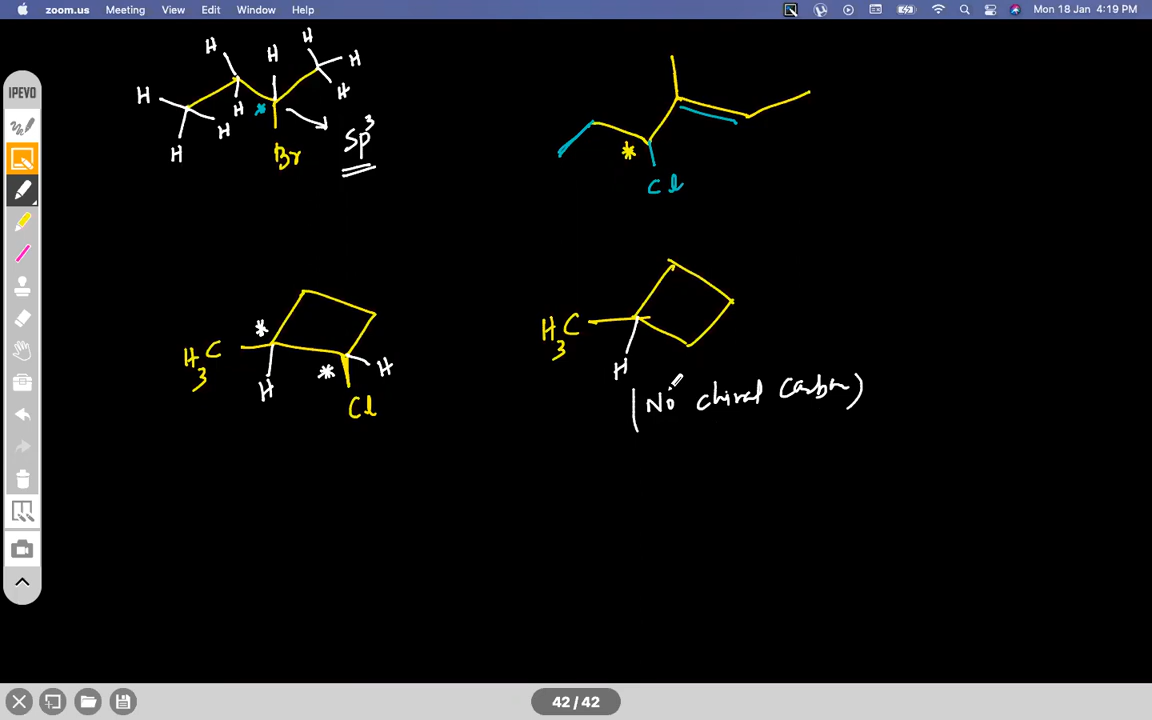 zoom.us Meeting View Edit Window Help Mon 18 Jan 4:19 PM
IPEVO
H H H H
H H H H
H
* Sp³
Br
*
Cl
H₃C * H
* H
Cl
H₃C
H
(No chiral carbon)
42 / 42